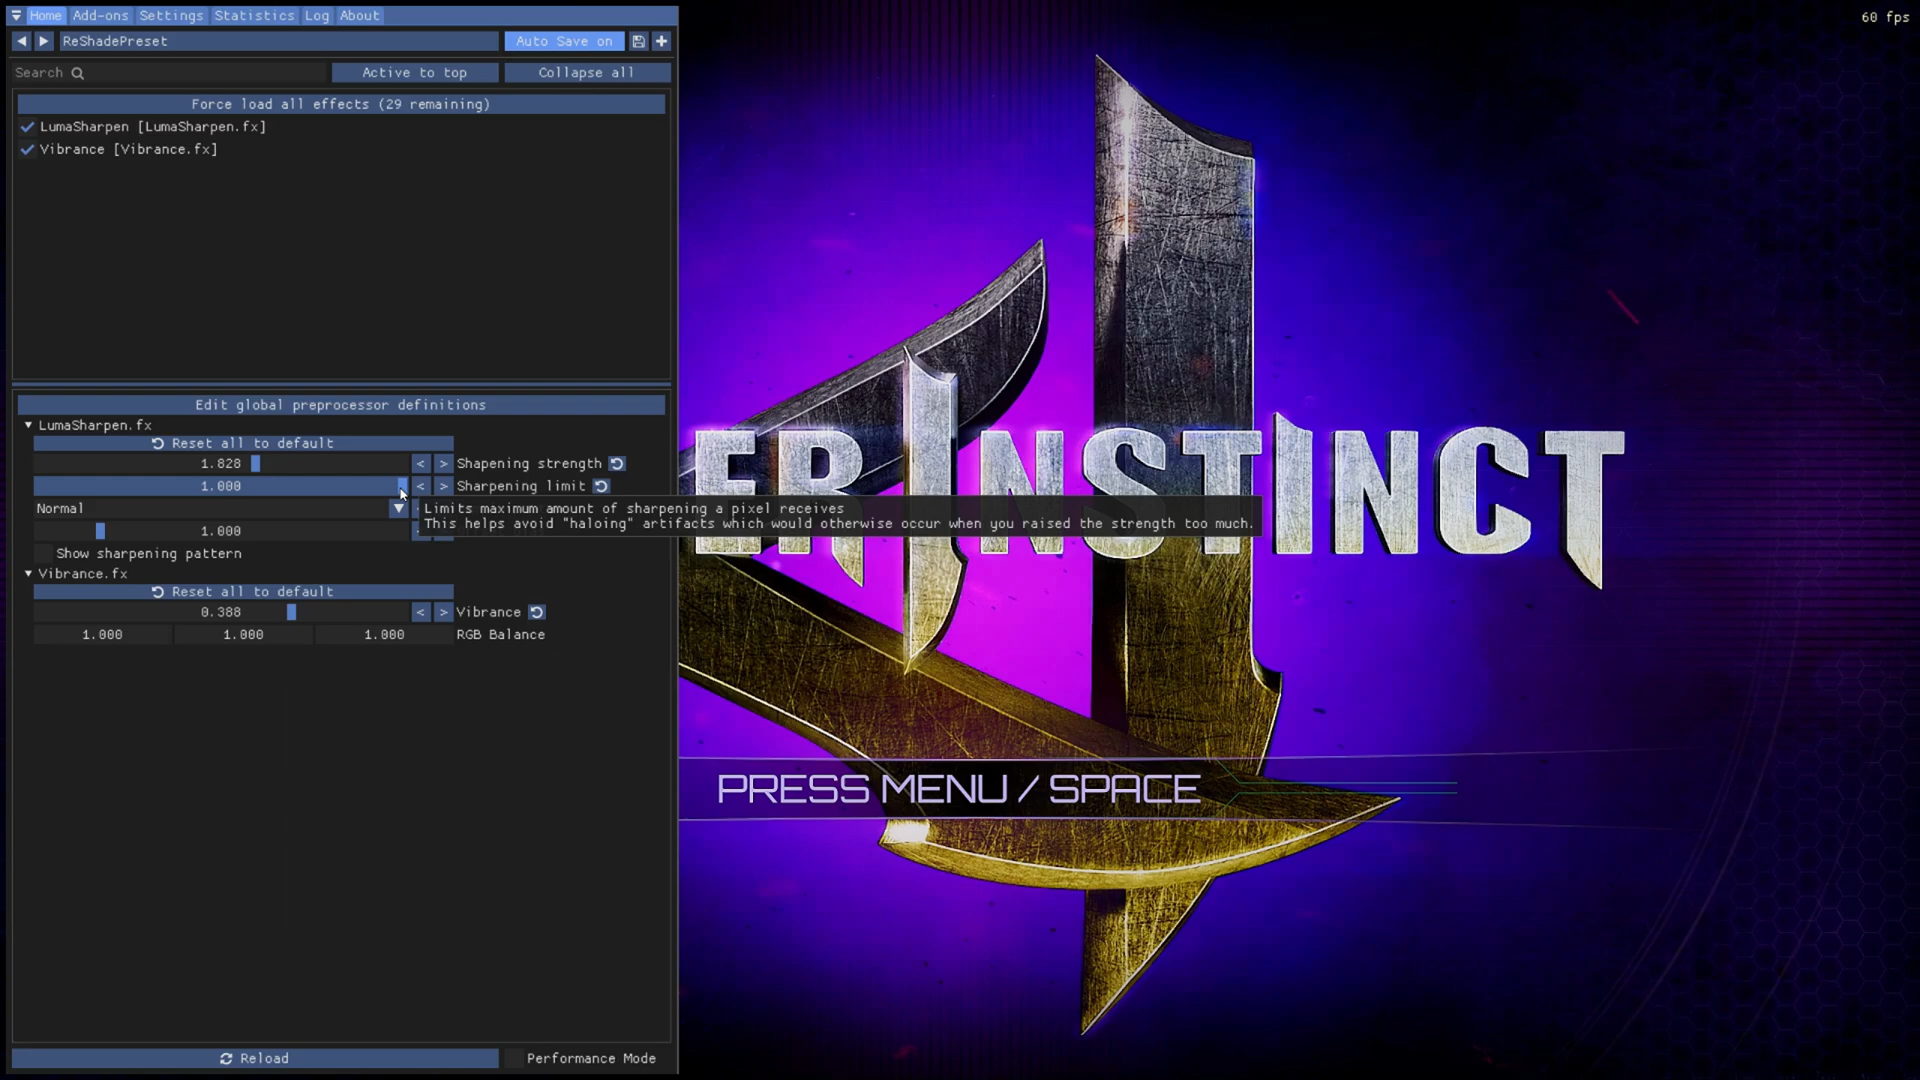 Home Add-ons Settings Statistics Log About
60 fps
ReShadePreset Auto Save on
Search Active to top Collapse all
Force load all effects (29 remaining)
LumaSharpen [LumaSharpen.fx]
Vibrance [Vibrance.fx]
Edit global preprocessor definitions
LumaSharpen.fx
Reset all to default
1.828 < > Shapening strength
1.000 < > Sharpening limit
Normal
Limits maximum amount of sharpening a pixel receives
This helps avoid "haloing" artifacts which would otherwise occur when you raised the strength too much.
1.000
Show sharpening pattern
Vibrance.fx
Reset all to default
0.388 < > Vibrance
1.000 1.000 1.000 RGB Balance
ER INSTINCT
PRESS MENU / SPACE
Reload Performance Mode